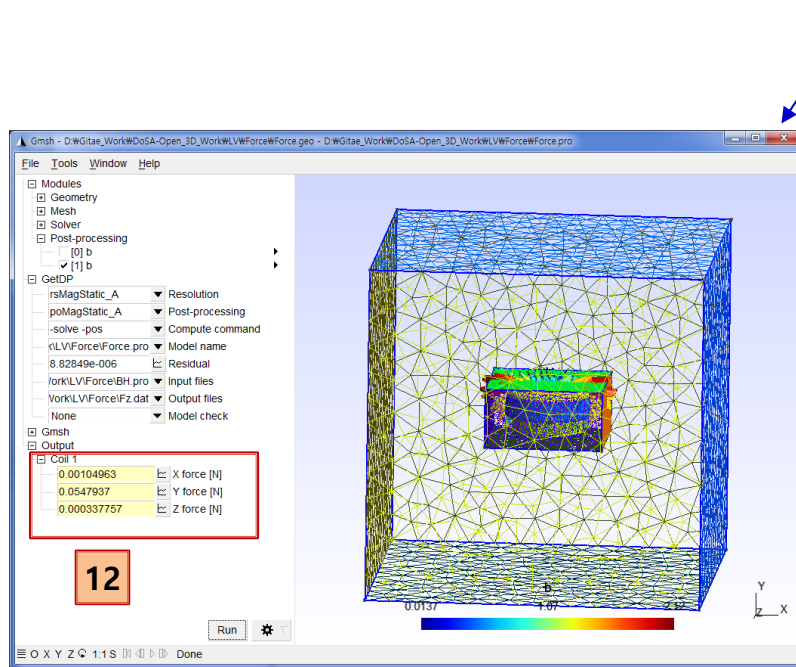 Gmsh - D:₩Gitae_Work₩DoSA-Open_3D_Work₩LV₩Force₩Force.geo - D:₩Gitae_Work₩DoSA-Open_3D_Work₩LV₩Force₩Force.pro
File Tools Window Help
Modules
Geometry
Mesh
Solver
Post-processing
[0] b
[1] b
GetDP
rsMagStatic_A Resolution
poMagStatic_A Post-processing
-solve -pos Compute command
\LV\Force\Force.pro Model name
8.82849e-006 Residual
/ork\LV\Force\BH.pro Input files
\LV\Force\Fz.dat Output files
None Model check
Gmsh
Output
Coil 1
0.00104963 X force [N]
0.0547937 Y force [N]
0.000337757 Z force [N]
12
b
0.0137 1.07
Y
Z X
Run
O X Y Z 1:1 S Done